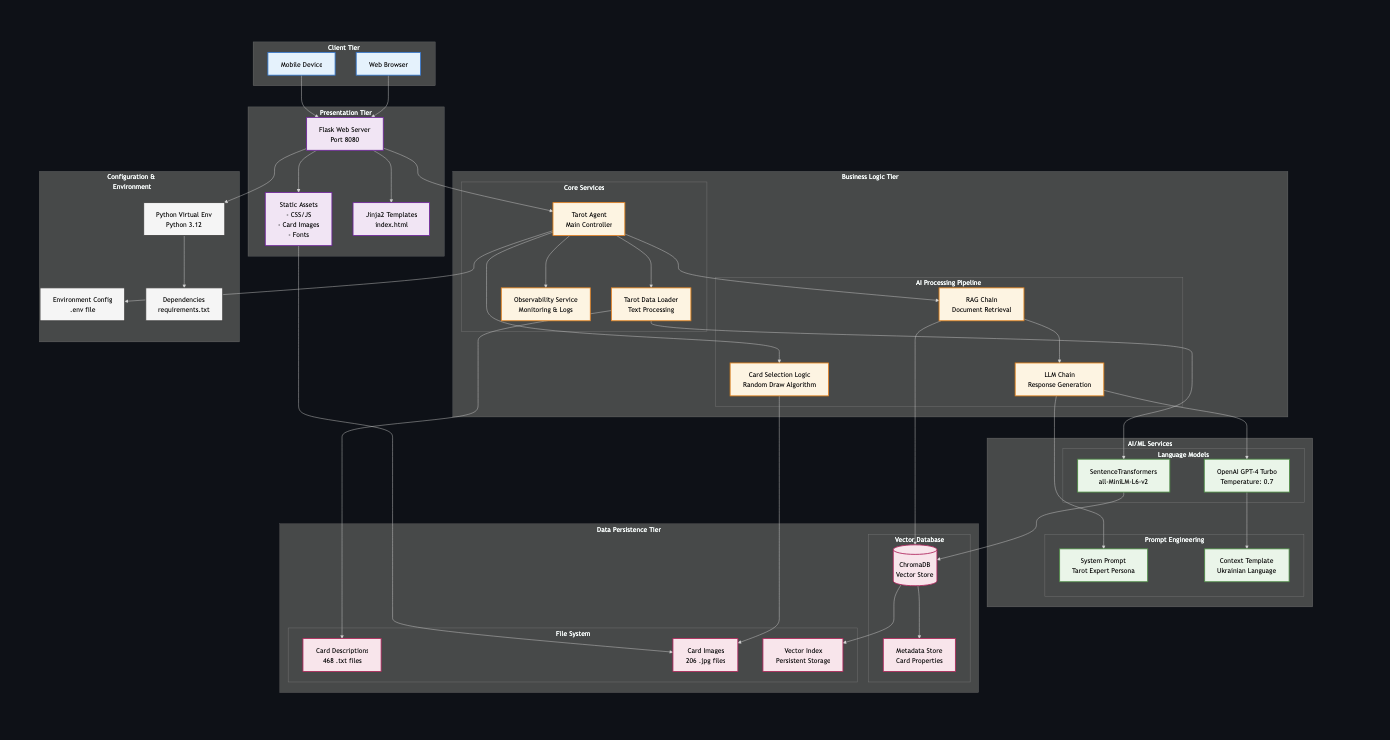 Client Tier
Mobile Device
Web Browser
Presentation Tier
Flask Web Server
Port 8080
Static Assets
- CSS/JS
- Card Images
- Fonts
Jinja2 Templates
index.html
Configuration &
Environment
Python Virtual Env
Python 3.12
Environment Config
.env file
Dependencies
requirements.txt
Business Logic Tier
Core Services
Tarot Agent
Main Controller
Observability Service
Monitoring & Logs
Tarot Data Loader
Text Processing
AI Processing Pipeline
RAG Chain
Document Retrieval
Card Selection Logic
Random Draw Algorithm
LLM Chain
Response Generation
AI/ML Services
Language Models
SentenceTransformers
all-MiniLM-L6-v2
OpenAI GPT-4 Turbo
Temperature: 0.7
Prompt Engineering
System Prompt
Tarot Expert Persona
Context Template
Ukrainian Language
Data Persistence Tier
Vector Database
ChromaDB
Vector Store
File System
Card Descriptions
468 .txt files
Card Images
206 .jpg files
Vector Index
Persistent Storage
Metadata Store
Card Properties